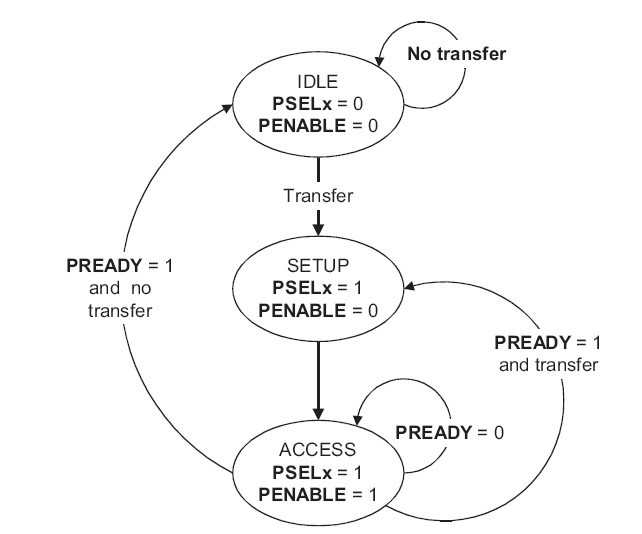 No transfer
IDLE
PSELx = 0
PENABLE = 0
Transfer
PREADY = 1
and no
transfer
SETUP
PSELx = 1
PENABLE = 0
PREADY = 1
and transfer
PREADY = 0
ACCESS
PSELx = 1
PENABLE = 1